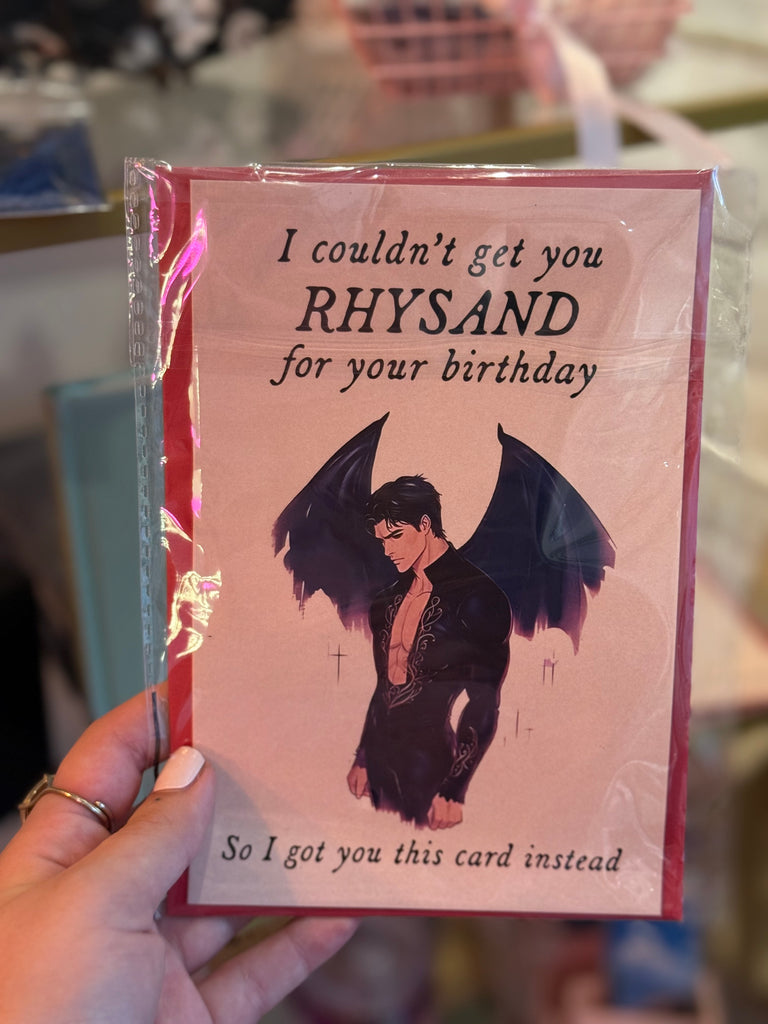 I couldn't get you
RHYSAND
for your birthday
So I got you this card instead